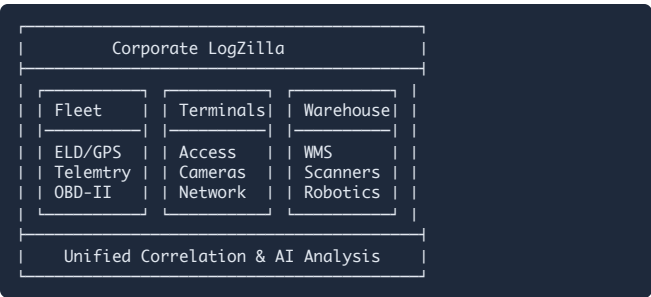 Corporate LogZilla
Fleet Terminals Warehouse
ELD/GPS Access WMS
Telemtry Cameras Scanners
OBD-II Network Robotics
Unified Correlation & AI Analysis